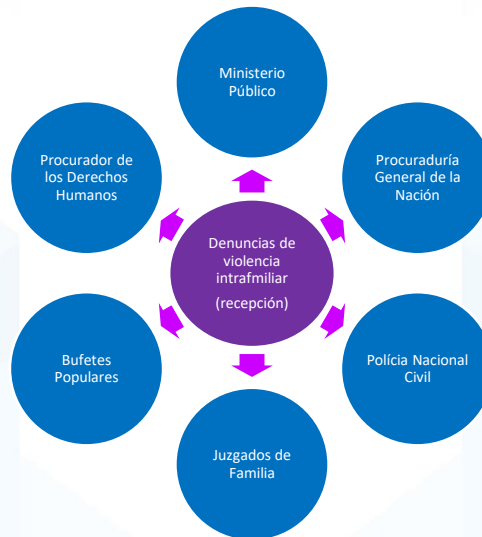 Ministerio
Público
Procurador de
los Derechos
Humanos
Procuraduría
General de la
Nación
Denuncias de
violencia
intrafmiliar
(recepción)
Bufetes
Populares
Polícia Nacional
Civil
Juzgados de
Familia